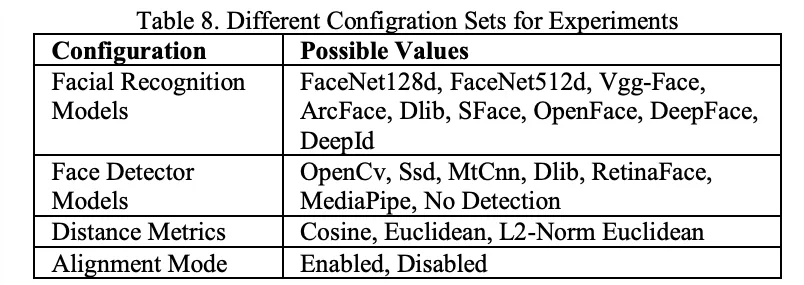 Table 8. Different Configration Sets for Experiments
Configuration
Possible Values
Facial Recognition
Models
FaceNet128d, FaceNet512d, Vgg-Face,
ArcFace, Dlib, SFace, OpenFace, DeepFace,
DeepId
Face Detector
Models
OpenCv, Ssd, MtCnn, Dlib, RetinaFace,
MediaPipe, No Detection
Distance Metrics
Cosine, Euclidean, L2-Norm Euclidean
Alignment Mode
Enabled, Disabled